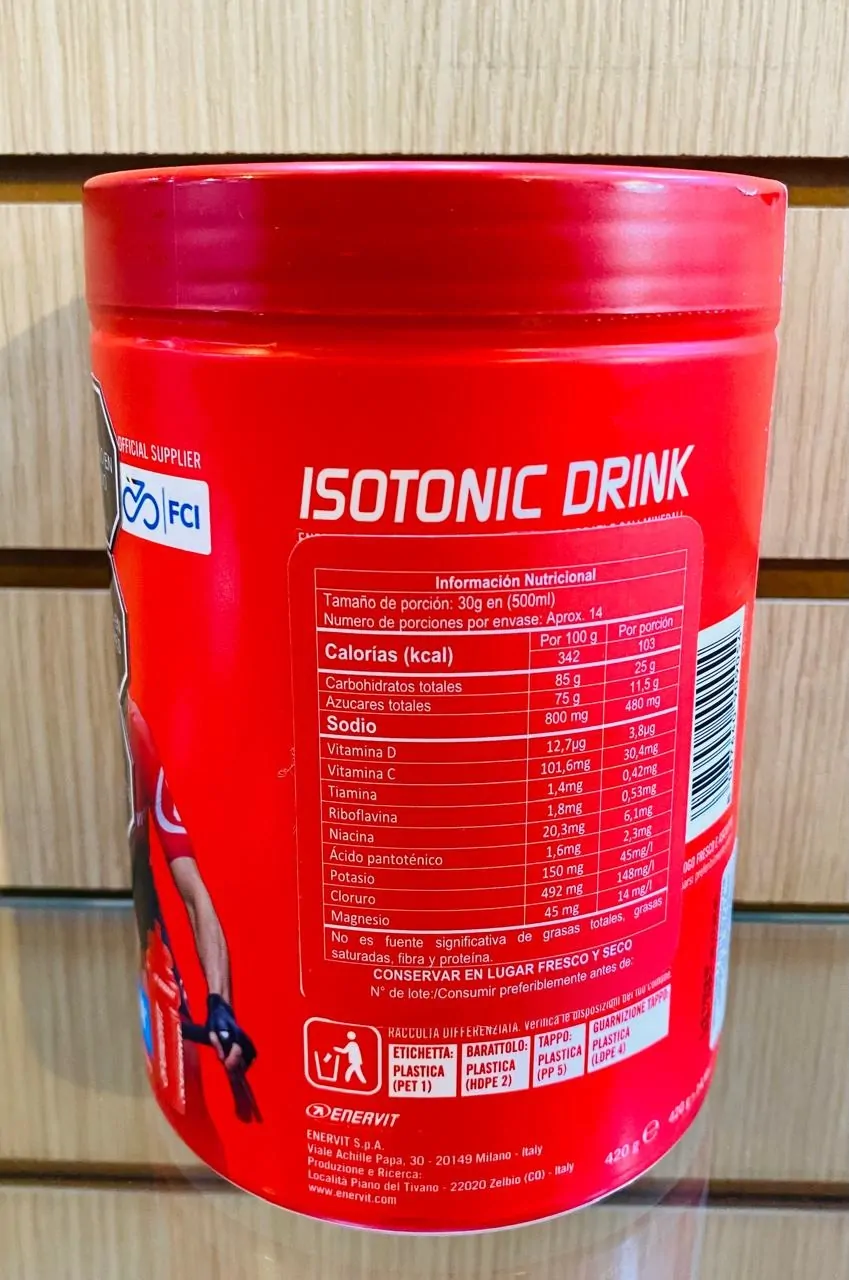 OFFICIAL SUPPLIER
FCI
ISOTONIC DRINK
Información Nutricional
Tamaño de porción: 30g en (500ml)
Numero de porciones por envase: Aprox. 14
Por 100 g Por porción
Calorías (kcal) 342 103
Carbohidratos totales 85 g 25 g
Azucares totales 75 g 11,5 g
Sodio 800 mg 480 mg
Vitamina D 12,7µg 3,8µg
Vitamina C 101,6mg 30,4mg
Tiamina 1,4mg 0,42mg
Riboflavina 1,8mg 0,53mg
Niacina 20,3mg 6,1mg
Ácido pantoténico 1,6mg 2,3mg
Potasio 150 mg 45mg/l
Cloruro 492 mg 148mg/l
Magnesio 45 mg 14 mg/l
No es fuente significativa de grasas totales, grasas
saturadas, fibra y proteína.
CONSERVAR EN LUGAR FRESCO Y SECO
N° de lote:/Consumir preferiblemente antes de:
RACCOLTA DIFFERENZIATA. Verifica le disposizioni del tuo comune.
ETICHETTA:
PLASTICA
(PET 1)
BARATTOLO:
PLASTICA
(HDPE 2)
TAPPO:
PLASTICA
(PP 5)
GUARNIZIONE TAPPO:
PLASTICA
(LDPE 4)
ENERVIT
ENERVIT S.p.A.
Viale Achille Papa, 30 - 20149 Milano - Italy
Produzione e Ricerca:
Località Piano del Tivano - 22020 Zelbio (CO) - Italy
www.enervit.com
420 g ℮